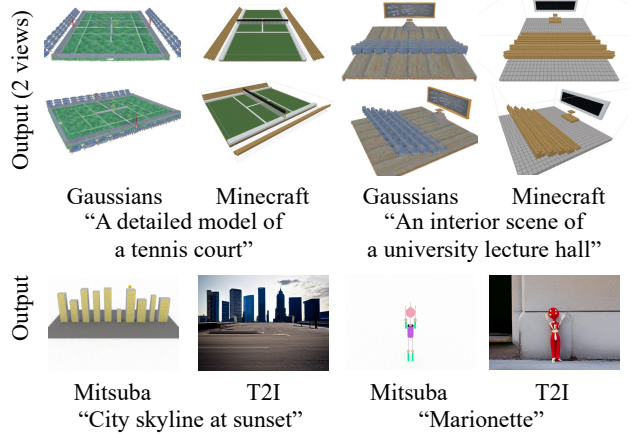 Output (2 views)
Gaussians Minecraft Gaussians Minecraft
“A detailed model of
a tennis court”
“An interior scene of
a university lecture hall”
Output
Mitsuba T2I Mitsuba T2I
“City skyline at sunset” “Marionette”